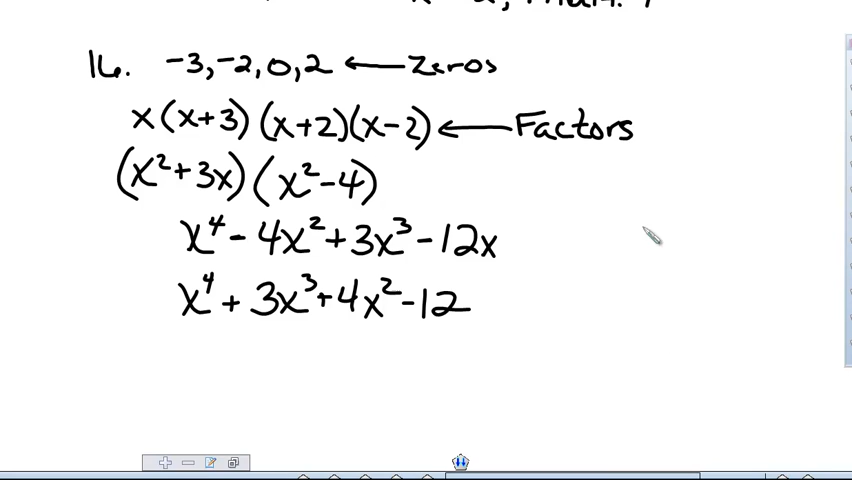 16. -3, -2, 0, 2 ← Zeros
x(x+3)(x+2)(x-2) ← Factors
(x²+3x)(x²-4)
x⁴ - 4x² + 3x³ - 12x
x⁴ + 3x³ + 4x² - 12